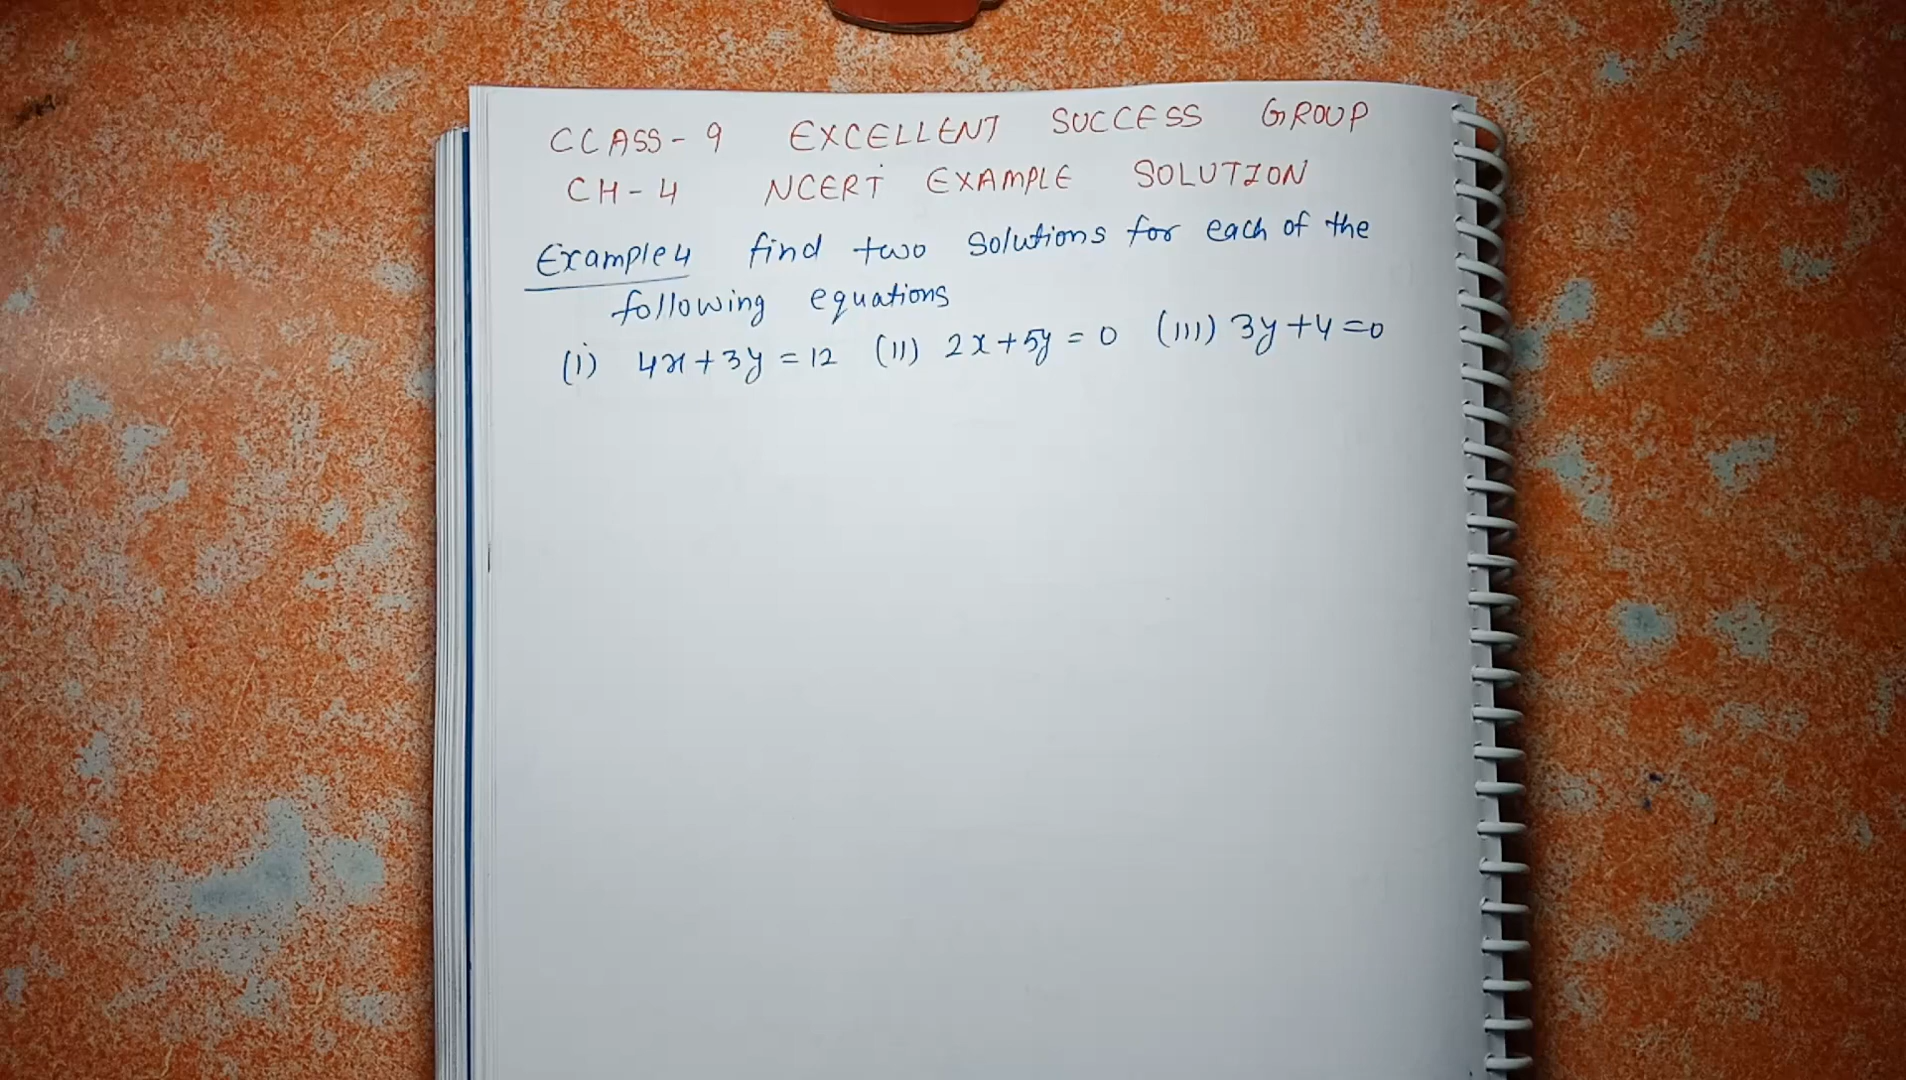 CLASS - 9 EXCELLENT SUCCESS GROUP
CH - 4 NCERT EXAMPLE SOLUTION
Example 4 find two solutions for each of the
following equations
(i) 4x + 3y = 12 (ii) 2x + 5y = 0 (iii) 3y + 4 = 0